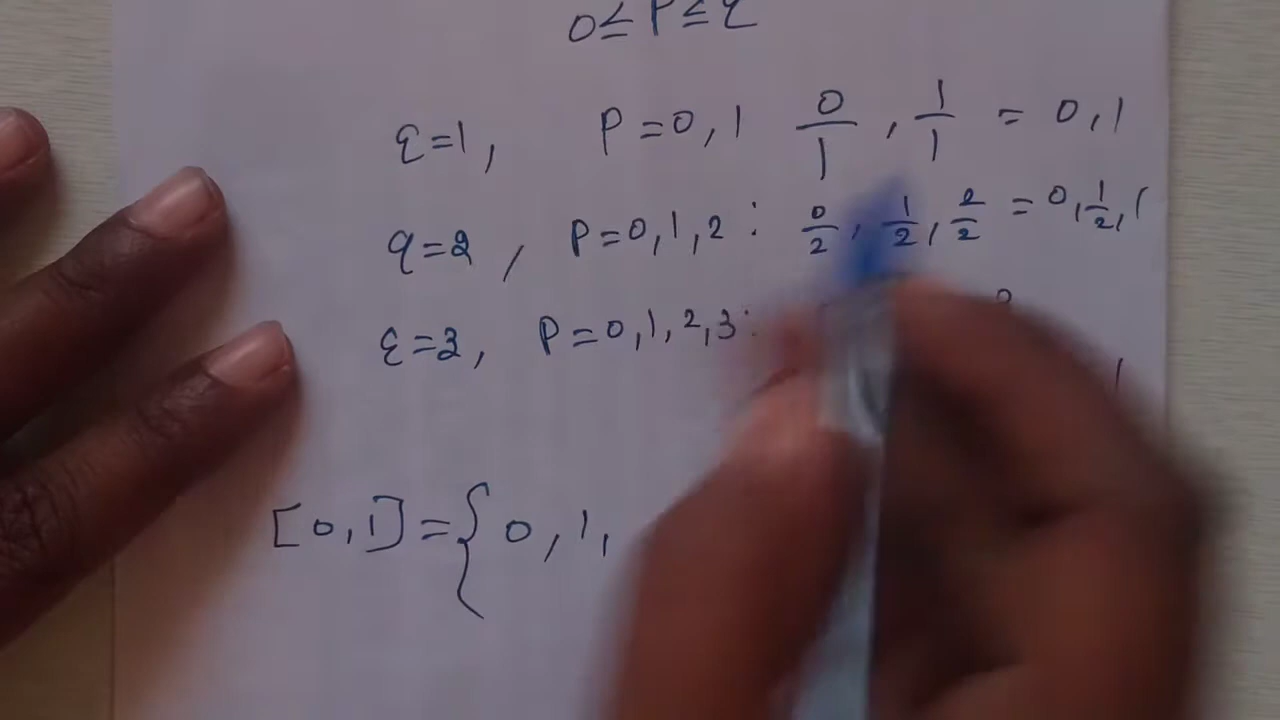 0 ≤ P ≤ q
q=1, P=0,1 0/1, 1/1 = 0,1
q=2, P=0,1,2: 0/2, 1/2, 2/2 = 0, 1/2, 1
q=3, P=0,1,2,3:
[0,1]={0,1,